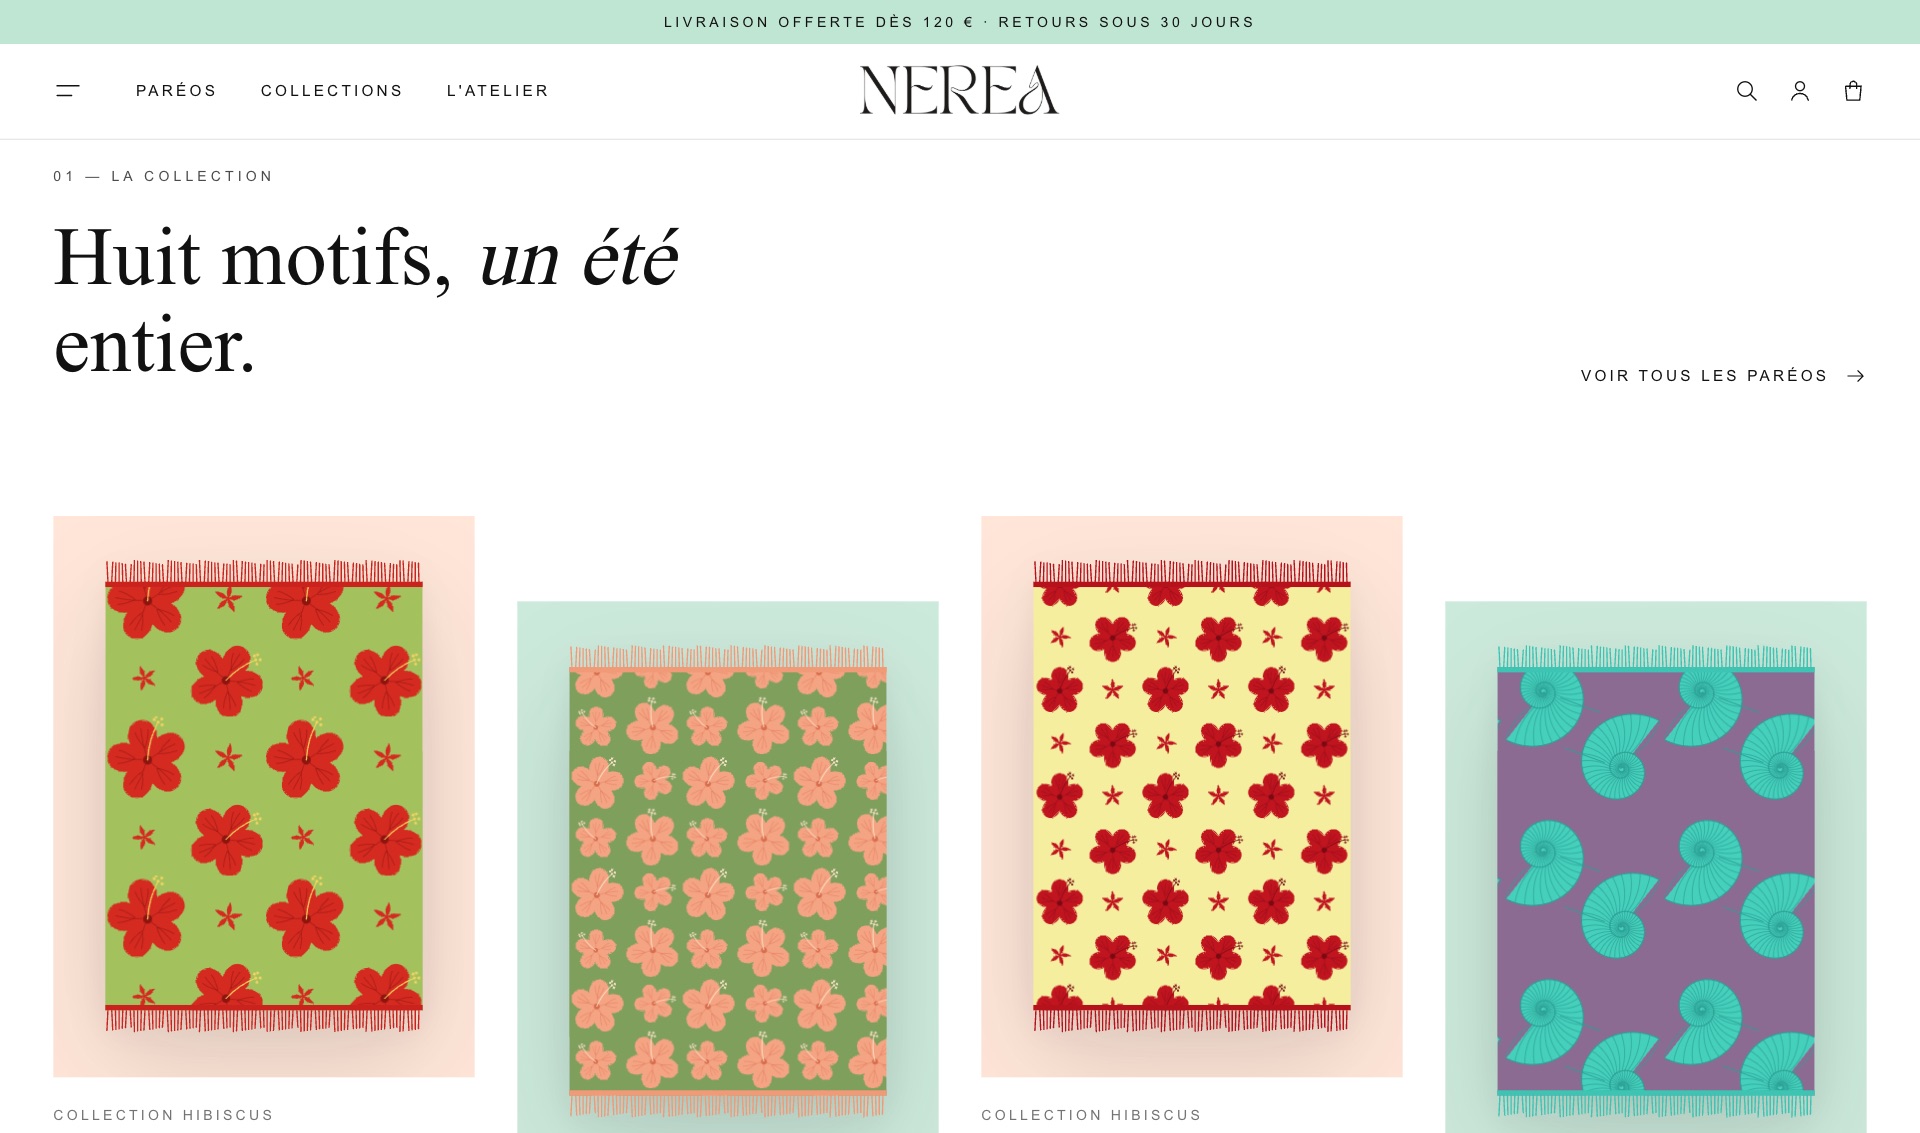 LIVRAISON OFFERTE DÈS 120 € · RETOURS SOUS 30 JOURS
PARÉOS
COLLECTIONS
L'ATELIER
NEREA
01 — LA COLLECTION
Huit motifs, un été
entier.
VOIR TOUS LES PARÉOS
COLLECTION HIBISCUS
COLLECTION HIBISCUS